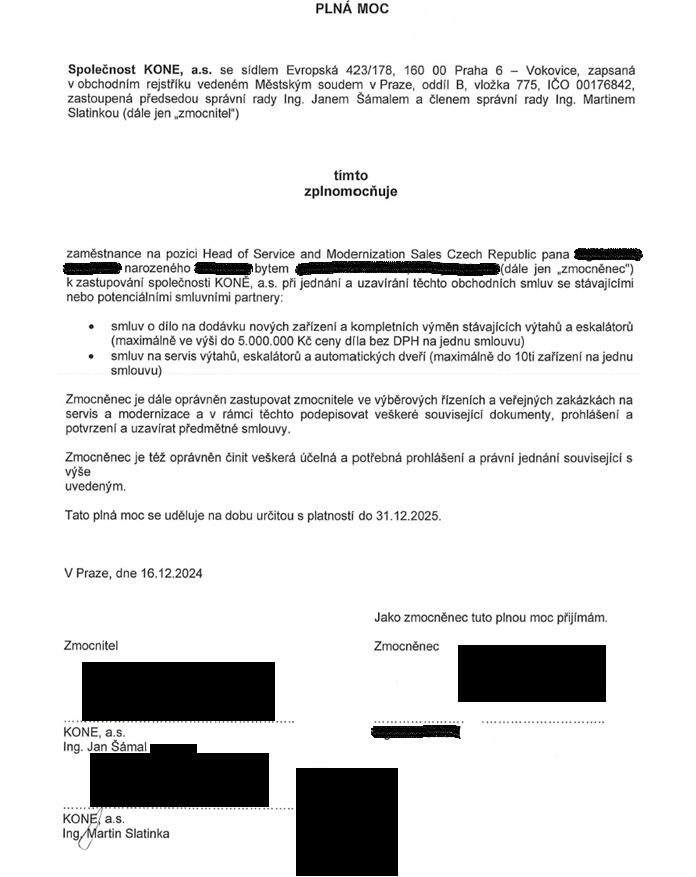 PLNÁ MOC
Společnost KONE, a.s. se sídlem Evropská 423/178, 160 00 Praha 6 – Vokovice, zapsaná
v obchodním rejstříku vedeném Městským soudem v Praze, oddíl B, vložka 775, IČO 00176842,
zastoupená předsedou správní rady Ing. Janem Šámalem a členem správní rady Ing. Martinem
Slatinkou (dále jen „zmocnitel“)
tímto
zplnomocňuje
zaměstnance na pozici Head of Service and Modernization Sales Czech Republic pana
narozeného bytem (dále jen „zmocněnec“)
k zastupování společnosti KONE, a.s. při jednání a uzavírání těchto obchodních smluv se stávajícími
nebo potenciálními smluvními partnery:
• smluv o dílo na dodávku nových zařízení a kompletních výměn stávajících výtahů a eskalátorů
(maximálně ve výši do 5.000.000 Kč ceny díla bez DPH na jednu smlouvu)
• smluv na servis výtahů, eskalátorů a automatických dveří (maximálně do 10ti zařízení na jednu
smlouvu)
Zmocněnec je dále oprávněn zastupovat zmocnitele ve výběrových řízeních a veřejných zakázkách na
servis a modernizace a v rámci těchto podepisovat veškeré související dokumenty, prohlášení a
potvrzení a uzavírat předmětné smlouvy.
Zmocněnec je též oprávněn činit veškerá účelná a potřebná prohlášení a právní jednání související s
výše
uvedeným.
Tato plná moc se uděluje na dobu určitou s platností do 31.12.2025.
V Praze, dne 16.12.2024
Jako zmocněnec tuto plnou moc přijímám.
Zmocnitel
Zmocněnec
KONE, a.s.
Ing. Jan Šámal
KONE, a.s.
Ing. Martin Slatinka